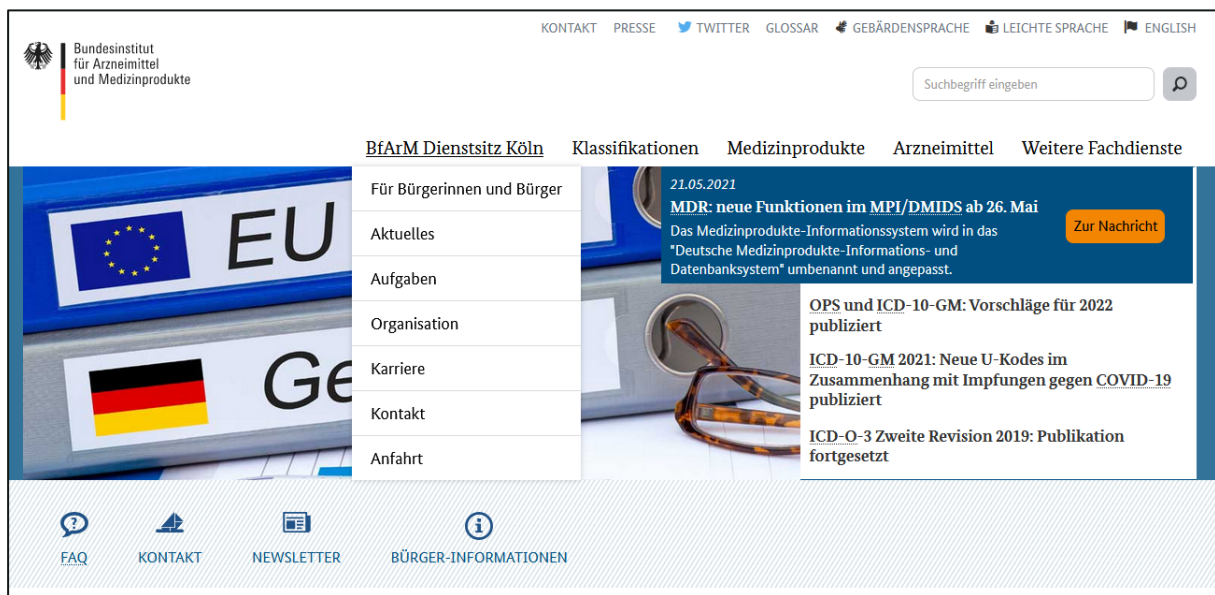 KONTAKT PRESSE TWITTER GLOSSAR GEBÄRDENSPRACHE LEICHTE SPRACHE ENGLISH
Bundesinstitut
für Arzneimittel
und Medizinprodukte
Suchbegriff eingeben
BfArM Dienstsitz Köln Klassifikationen Medizinprodukte Arzneimittel Weitere Fachdienste
Für Bürgerinnen und Bürger
Aktuelles
Aufgaben
Organisation
Karriere
Kontakt
Anfahrt
EU
Ge
21.05.2021
MDR: neue Funktionen im MPI/DMIDS ab 26. Mai
Das Medizinprodukte-Informationssystem wird in das
"Deutsche Medizinprodukte-Informations- und
Datenbanksystem" umbenannt und angepasst.
Zur Nachricht
OPS und ICD-10-GM: Vorschläge für 2022
publiziert
ICD-10-GM 2021: Neue U-Kodes im
Zusammenhang mit Impfungen gegen COVID-19
publiziert
ICD-O-3 Zweite Revision 2019: Publikation
fortgesetzt
FAQ KONTAKT NEWSLETTER BÜRGER-INFORMATIONEN